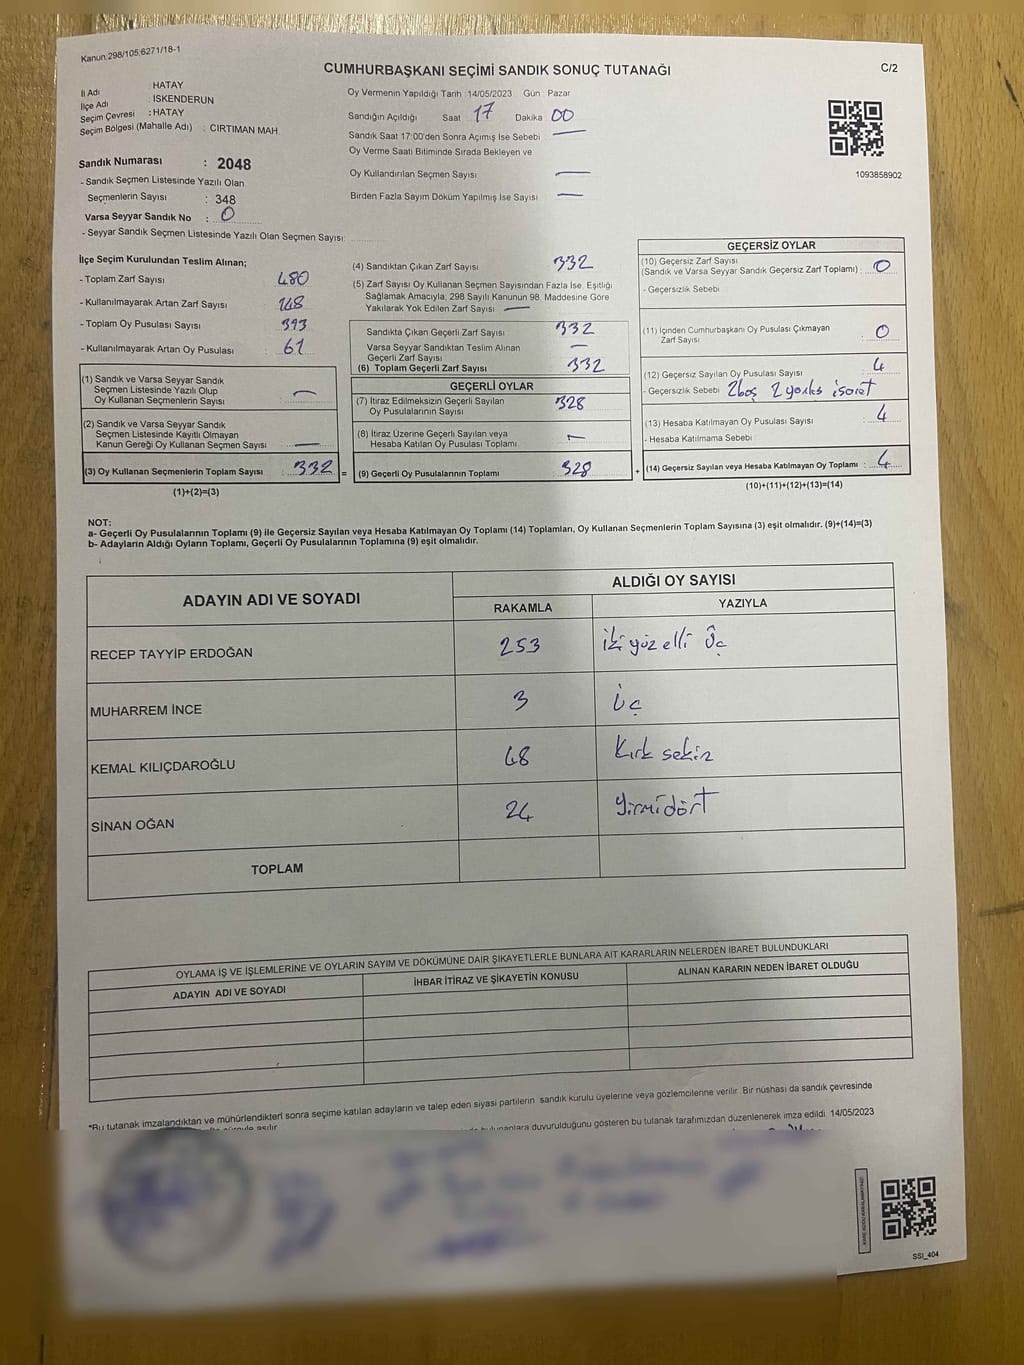 Kanun:298/105;6271/18-1
CUMHURBAŞKANI SEÇİMİ SANDIK SONUÇ TUTANAĞI
C/2
İl Adı HATAY
İlçe Adı : İSKENDERUN
Seçim Çevresi : HATAY
Seçim Bölgesi (Mahalle Adı) : CIRTIMAN MAH.
Sandık Numarası : 2048
- Sandık Seçmen Listesinde Yazılı Olan
Seçmenlerin Sayısı : 348
Varsa Seyyar Sandık No : 0
- Seyyar Sandık Seçmen Listesinde Yazılı Olan Seçmen Sayısı:
Oy Vermenin Yapıldığı Tarih :14/05/2023 Gün : Pazar
Sandığın Açıldığı Saat 17 Dakika 00
Sandık Saat 17:00'den Sonra Açımış İse Sebebi —
Oy Verme Saati Bitiminde Sırada Bekleyen ve
Oy Kullandırılan Seçmen Sayısı —
Birden Fazla Sayım Döküm Yapılmış İse Sayısı —
1093858902
İlçe Seçim Kurulundan Teslim Alınan;
- Toplam Zarf Sayısı : 480
- Kullanılmayarak Artan Zarf Sayısı : 148
- Toplam Oy Pusulası Sayısı : 393
- Kullanılmayarak Artan Oy Pusulası : 61
(1) Sandık ve Varsa Seyyar Sandık
Seçmen Listesinde Yazılı Olup
Oy Kullanan Seçmenlerin Sayısı : —
(2) Sandık ve Varsa Seyyar Sandık
Seçmen Listesinde Kayıtlı Olmayan
Kanun Gereği Oy Kullanan Seçmen Sayısı : —
(3) Oy Kullanan Seçmenlerin Toplam Sayısı : 332 =
(1)+(2)=(3)
(4) Sandıktan Çıkan Zarf Sayısı 332
(5) Zarf Sayısı Oy Kullanan Seçmen Sayısından Fazla İse, Eşitliği
Sağlamak Amacıyla, 298 Sayılı Kanunun 98. Maddesine Göre
Yakılarak Yok Edilen Zarf Sayısı —
Sandıkta Çıkan Geçerli Zarf Sayısı 332
Varsa Seyyar Sandıktan Teslim Alınan
Geçerli Zarf Sayısı —
(6) Toplam Geçerli Zarf Sayısı 332
GEÇERLİ OYLAR
(7) İtiraz Edilmeksizin Geçerli Sayılan
Oy Pusulalarının Sayısı : 328
(8) İtiraz Üzerine Geçerli Sayılan veya
Hesaba Katılan Oy Pusulası Toplamı : —
(9) Geçerli Oy Pusulalarının Toplamı : 328
+
GEÇERSİZ OYLAR
(10) Geçersiz Zarf Sayısı
(Sandık ve Varsa Seyyar Sandık Geçersiz Zarf Toplamı) : 0
- Geçersizlik Sebebi
(11) İçinden Cumhurbaşkanı Oy Pusulası Çıkmayan
Zarf Sayısı : 0
(12) Geçersiz Sayılan Oy Pusulası Sayısı : 4
- Geçersizlik Sebebi 2boş 2 işaret
(13) Hesaba Katılmayan Oy Pusulası Sayısı : 4
- Hesaba Katılmama Sebebi
(14) Geçersiz Sayılan veya Hesaba Katılmayan Oy Toplamı : 4
(10)+(11)+(12)+(13)=(14)
NOT:
a- Geçerli Oy Pusulalarının Toplamı (9) ile Geçersiz Sayılan veya Hesaba Katılmayan Oy Toplamı (14) Toplamları, Oy Kullanan Seçmenlerin Toplam Sayısına (3) eşit olmalıdır. (9)+(14)=(3)
b- Adayların Aldığı Oyların Toplamı, Geçerli Oy Pusulalarının Toplamına (9) eşit olmalıdır.
ADAYIN ADI VE SOYADI
ALDIĞI OY SAYISI
RAKAMLA YAZIYLA
RECEP TAYYİP ERDOĞAN 253 iki yüz elli üç
MUHARREM İNCE 3 üç
KEMAL KILIÇDAROĞLU 48 Kırk sekiz
SİNAN OĞAN 24 Yirmidört
TOPLAM
OYLAMA İŞ VE İŞLEMLERİNE VE OYLARIN SAYIM VE DÖKÜMÜNE DAİR ŞİKAYETLERLE BUNLARA AİT KARARLARIN NELERDEN İBARET BULUNDUKLARI
ADAYIN ADI VE SOYADI İHBAR İTİRAZ VE ŞİKAYETİN KONUSU ALINAN KARARIN NEDEN İBARET OLDUĞU
*Bu tutanak imzalandıktan ve mühürlendikten sonra seçime katılan adayların ve talep eden siyasi partilerin sandık kurulu üyelerine veya gözlemcilerine verilir. Bir nüshası da sandık çevresinde
bulunanlara duyurulduğunu gösteren bu tutanak tarafımızdan düzenlenerek imza edildi. 14/05/2023
SSI_404